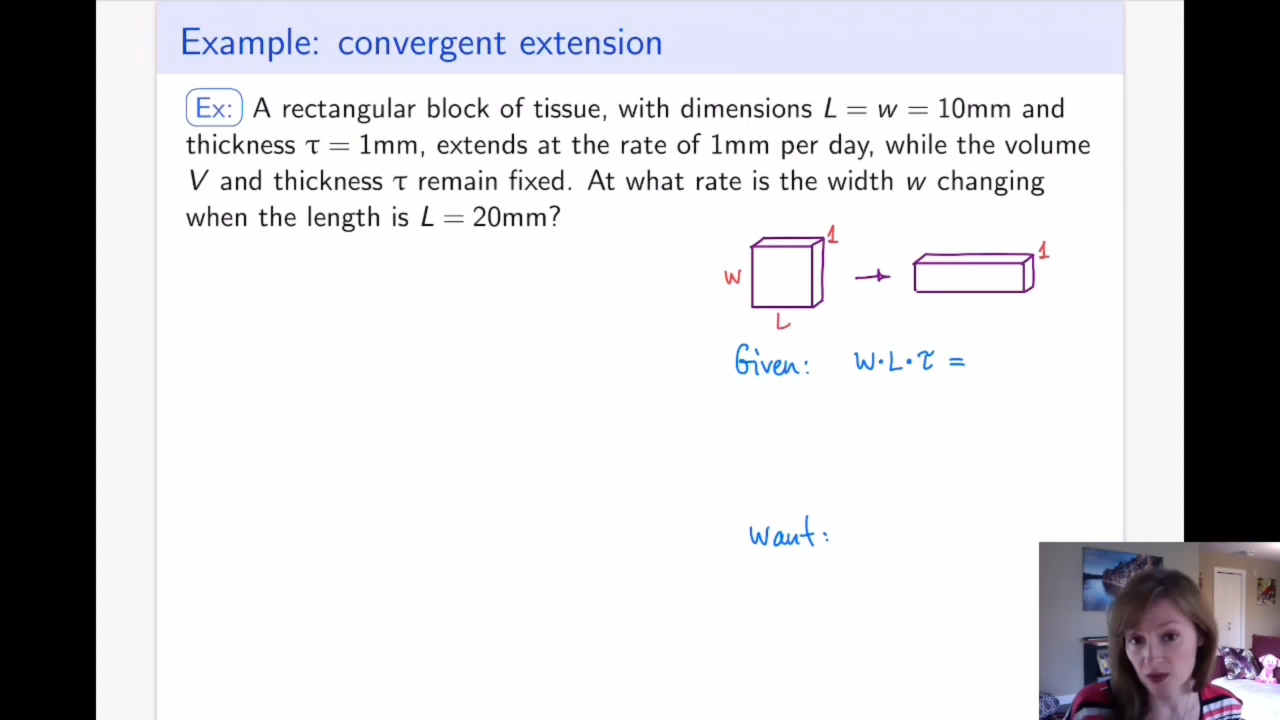 Example: convergent extension
Ex: A rectangular block of tissue, with dimensions L = w = 10mm and
thickness τ = 1mm, extends at the rate of 1mm per day, while the volume
V and thickness τ remain fixed. At what rate is the width w changing
when the length is L = 20mm?
1
1
W
L
Given: W·L·τ =
Want: